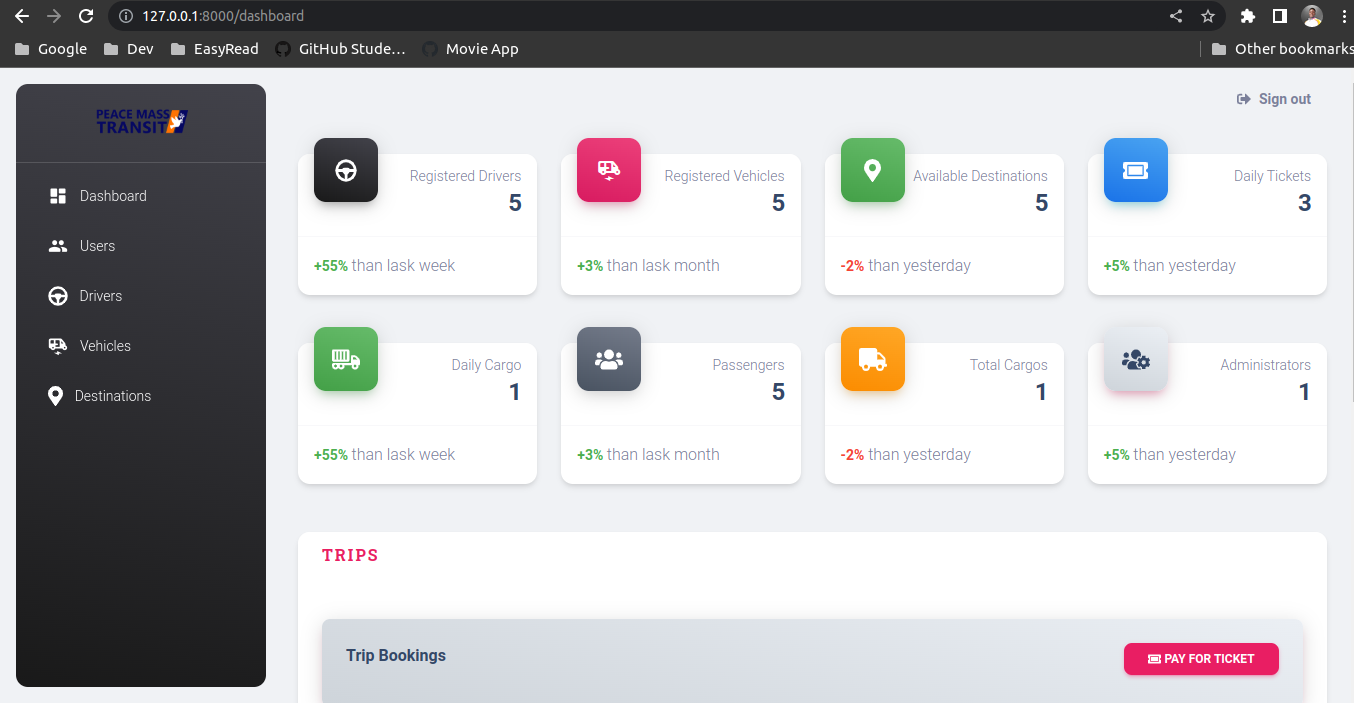 127.0.0.1:8000/dashboard
Google Dev EasyRead GitHub Stude... Movie App Other bookmarks
PEACE MASS
TRANSIT
Sign out
Dashboard
Users
Drivers
Vehicles
Destinations
Registered Drivers
5
+55% than lask week
Registered Vehicles
5
+3% than lask month
Available Destinations
5
-2% than yesterday
Daily Tickets
3
+5% than yesterday
Daily Cargo
1
+55% than lask week
Passengers
5
+3% than lask month
Total Cargos
1
-2% than yesterday
Administrators
1
+5% than yesterday
TRIPS
Trip Bookings
PAY FOR TICKET